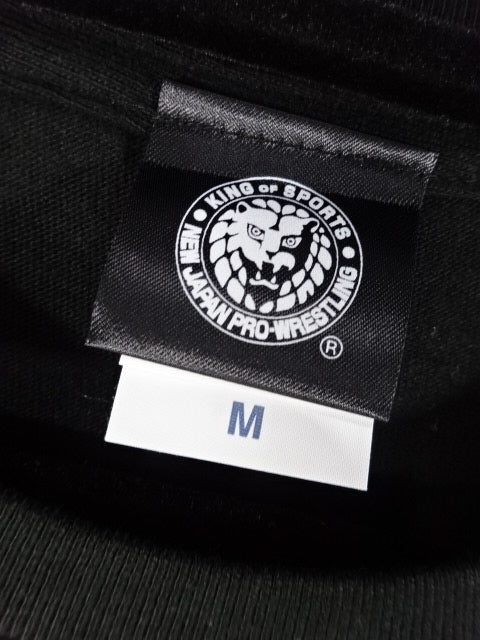 KING OF SPORTS
NEW JAPAN PRO-WRESTLING
®
M